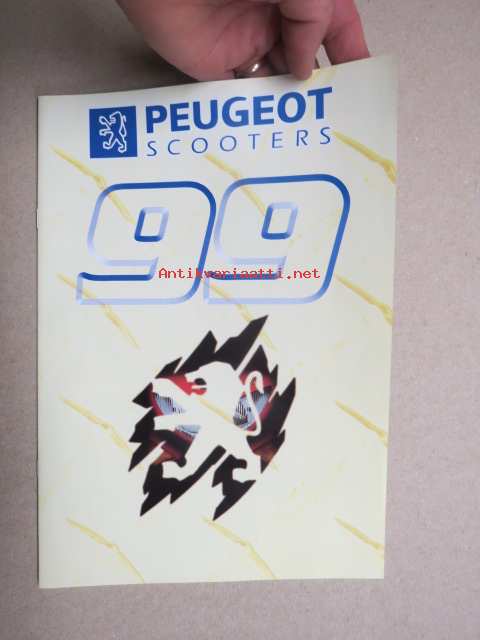 PEUGEOT
SCOOTERS
99
Antikvariaatti.net